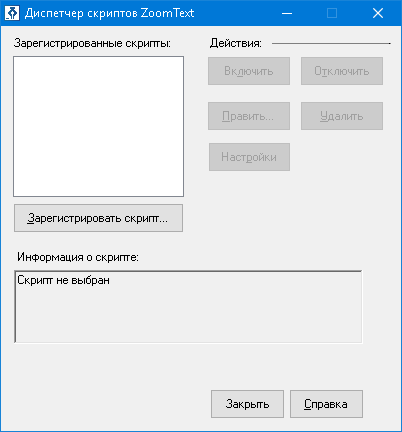 Диспетчер скриптов ZoomText
Зарегистрированные скрипты:
Действия:
Включить
Отключить
Править...
Удалить
Настройки
Зарегистрировать скрипт...
Информация о скрипте:
Скрипт не выбран
Закрыть
Справка